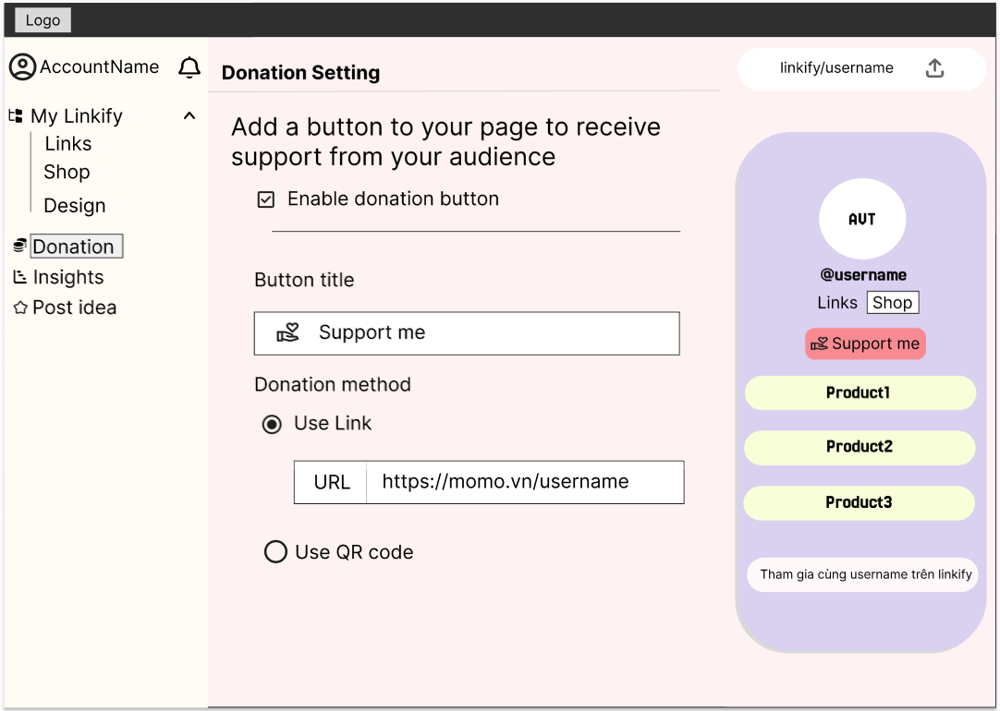 Logo
AccountName
My Linkify
Links
Shop
Design
Donation
Insights
Post idea
Donation Setting
Add a button to your page to receive
support from your audience
Enable donation button
Button title
Support me
Donation method
Use Link
URL https://momo.vn/username
Use QR code
linkify/username
AVT
@username
Links Shop
Support me
Product1
Product2
Product3
Tham gia cùng username trên linkify